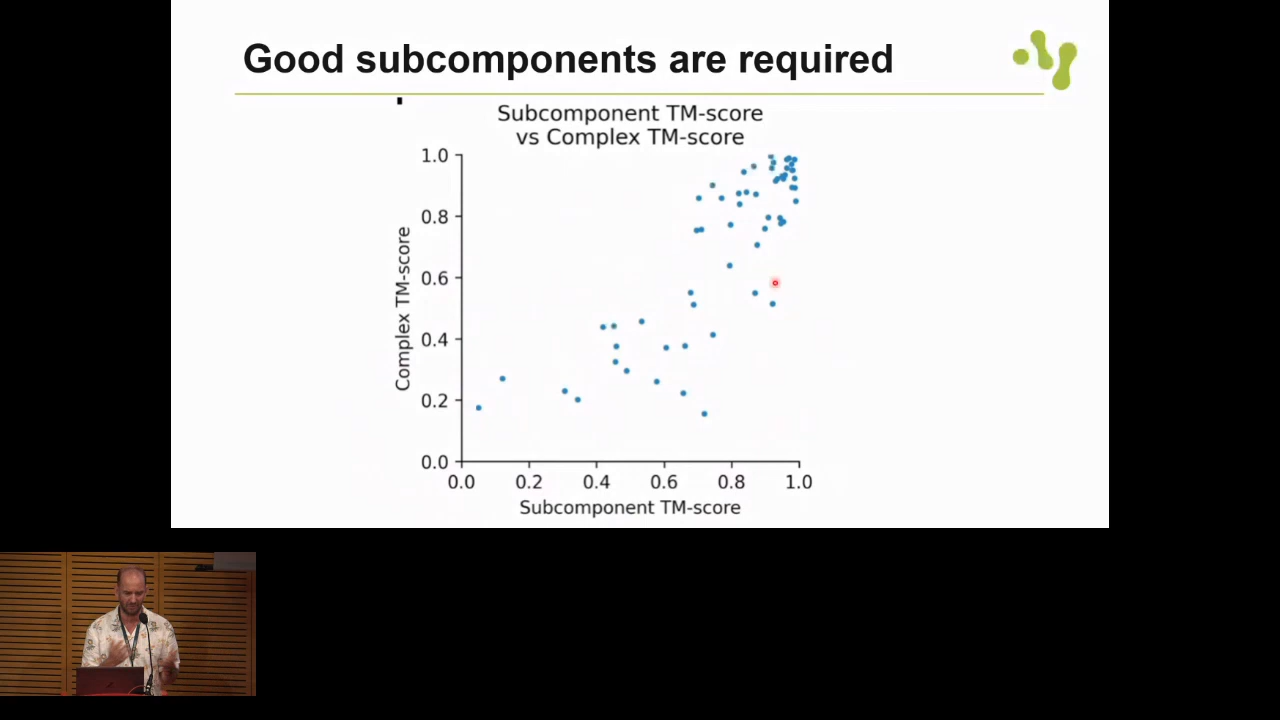 Good subcomponents are required
Subcomponent TM-score
vs Complex TM-score
1.0
0.8
0.6
0.4
0.2
0.0
Complex TM-score
0.0 0.2 0.4 0.6 0.8 1.0
Subcomponent TM-score